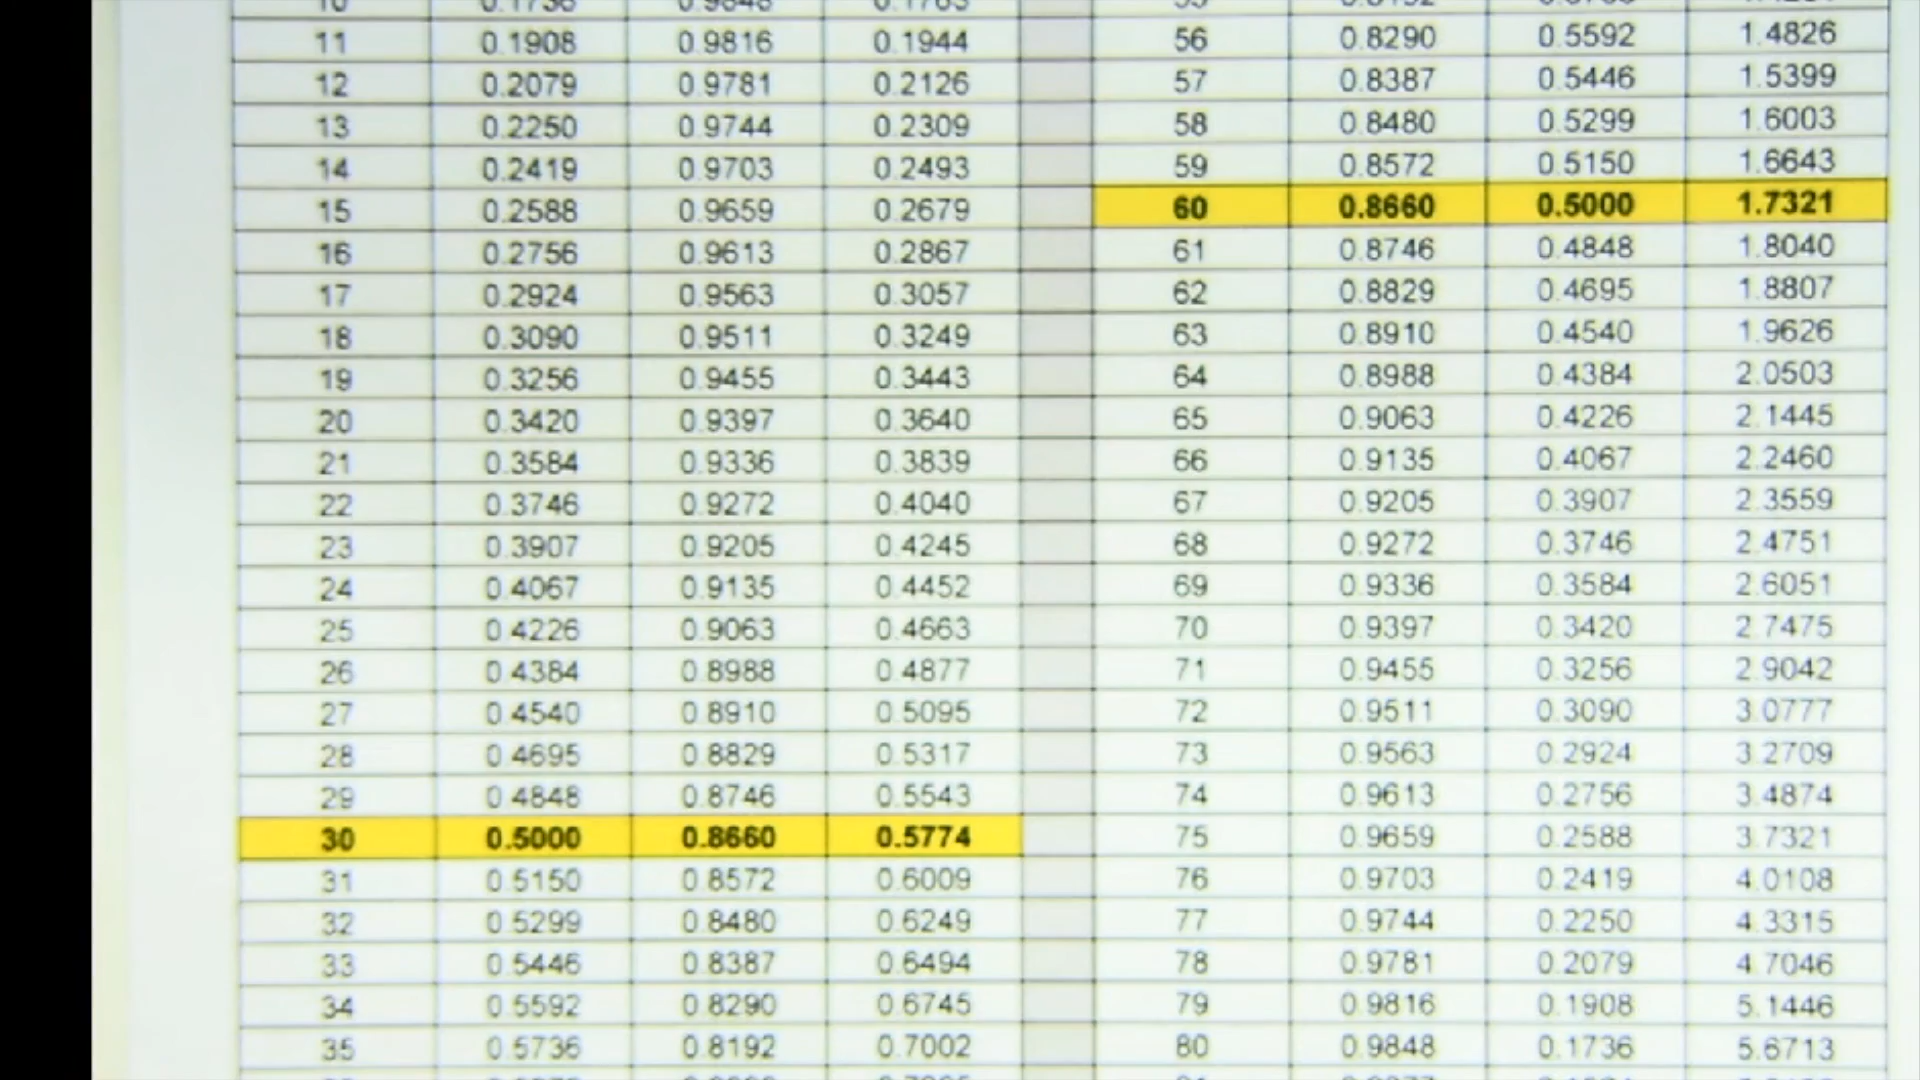 11 0.1908 0.9816 0.1944 56 0.8290 0.5592 1.4826
12 0.2079 0.9781 0.2126 57 0.8387 0.5446 1.5399
13 0.2250 0.9744 0.2309 58 0.8480 0.5299 1.6003
14 0.2419 0.9703 0.2493 59 0.8572 0.5150 1.6643
15 0.2588 0.9659 0.2679 60 0.8660 0.5000 1.7321
16 0.2756 0.9613 0.2867 61 0.8746 0.4848 1.8040
17 0.2924 0.9563 0.3057 62 0.8829 0.4695 1.8807
18 0.3090 0.9511 0.3249 63 0.8910 0.4540 1.9626
19 0.3256 0.9455 0.3443 64 0.8988 0.4384 2.0503
20 0.3420 0.9397 0.3640 65 0.9063 0.4226 2.1445
21 0.3584 0.9336 0.3839 66 0.9135 0.4067 2.2460
22 0.3746 0.9272 0.4040 67 0.9205 0.3907 2.3559
23 0.3907 0.9205 0.4245 68 0.9272 0.3746 2.4751
24 0.4067 0.9135 0.4452 69 0.9336 0.3584 2.6051
25 0.4226 0.9063 0.4663 70 0.9397 0.3420 2.7475
26 0.4384 0.8988 0.4877 71 0.9455 0.3256 2.9042
27 0.4540 0.8910 0.5095 72 0.9511 0.3090 3.0777
28 0.4695 0.8829 0.5317 73 0.9563 0.2924 3.2709
29 0.4848 0.8746 0.5543 74 0.9613 0.2756 3.4874
30 0.5000 0.8660 0.5774 75 0.9659 0.2588 3.7321
31 0.5150 0.8572 0.6009 76 0.9703 0.2419 4.0108
32 0.5299 0.8480 0.6249 77 0.9744 0.2250 4.3315
33 0.5446 0.8387 0.6494 78 0.9781 0.2079 4.7046
34 0.5592 0.8290 0.6745 79 0.9816 0.1908 5.1446
35 0.5736 0.8192 0.7002 80 0.9848 0.1736 5.6713